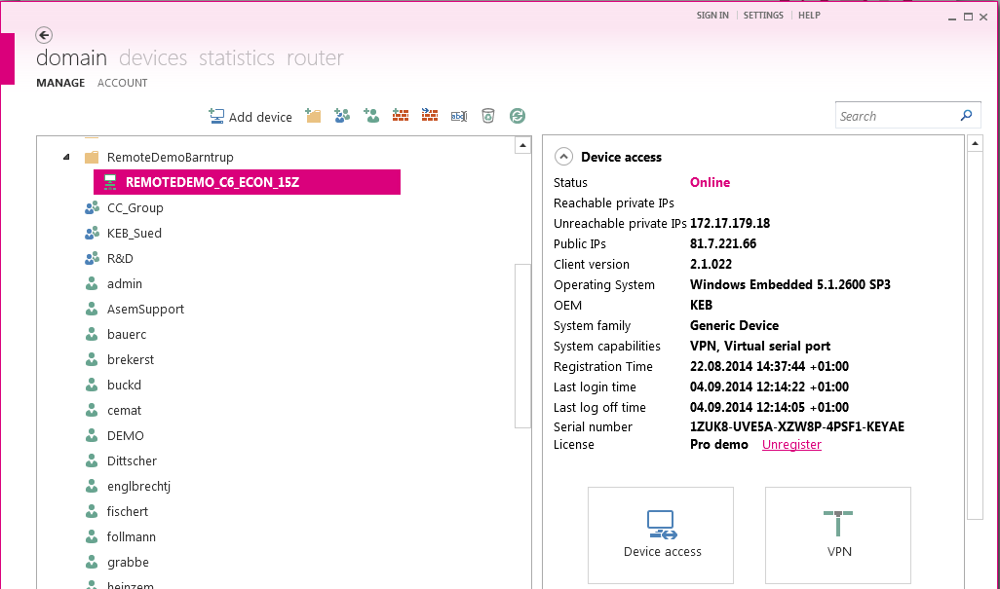 SIGN IN SETTINGS HELP
domain devices statistics router
MANAGE ACCOUNT
Add device
Search
RemoteDemoBarntrup
REMOTEDEMO_C6_ECON_15Z
CC_Group
KEB_Sued
R&D
admin
AsemSupport
bauerc
brekerst
buckd
cemat
DEMO
Dittscher
englbrechtj
fischert
follmann
grabbe
heinzem
Device access
Status Online
Reachable private IPs
Unreachable private IPs 172.17.179.18
Public IPs 81.7.221.66
Client version 2.1.022
Operating System Windows Embedded 5.1.2600 SP3
OEM KEB
System family Generic Device
System capabilities VPN, Virtual serial port
Registration Time 22.08.2014 14:37:44 +01:00
Last login time 04.09.2014 12:14:22 +01:00
Last log off time 04.09.2014 12:14:05 +01:00
Serial number 1ZUK8-UVE5A-XZW8P-4PSF1-KEYAE
License Pro demo Unregister
Device access
VPN